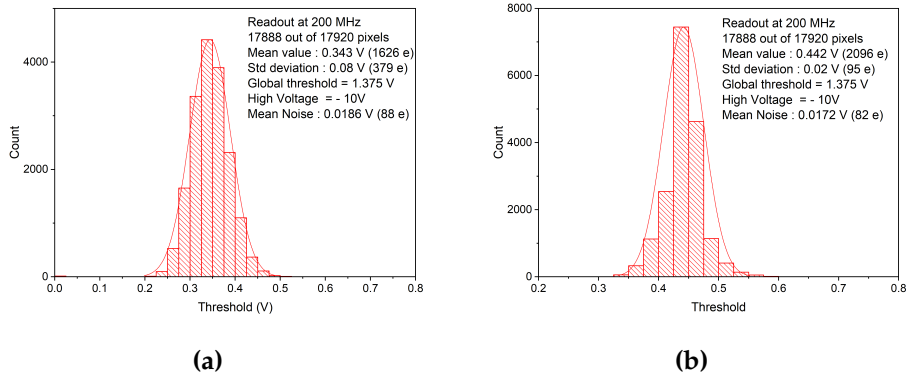 Readout at 200 MHz
17888 out of 17920 pixels
Mean value : 0.343 V (1626 e)
Std deviation : 0.08 V (379 e)
Global threshold = 1.375 V
High Voltage = - 10V
Mean Noise : 0.0186 V (88 e)
4000
2000
0
Count
0.0 0.1 0.2 0.3 0.4 0.5 0.6 0.7 0.8
Threshold (V)
(a)
Readout at 200 MHz
17888 out of 17920 pixels
Mean value : 0.442 V (2096 e)
Std deviation : 0.02 V (95 e)
Global threshold = 1.375 V
High Voltage = - 10V
Mean Noise : 0.0172 V (82 e)
8000
6000
4000
2000
0
Count
0.2 0.3 0.4 0.5 0.6 0.7 0.8
Threshold
(b)